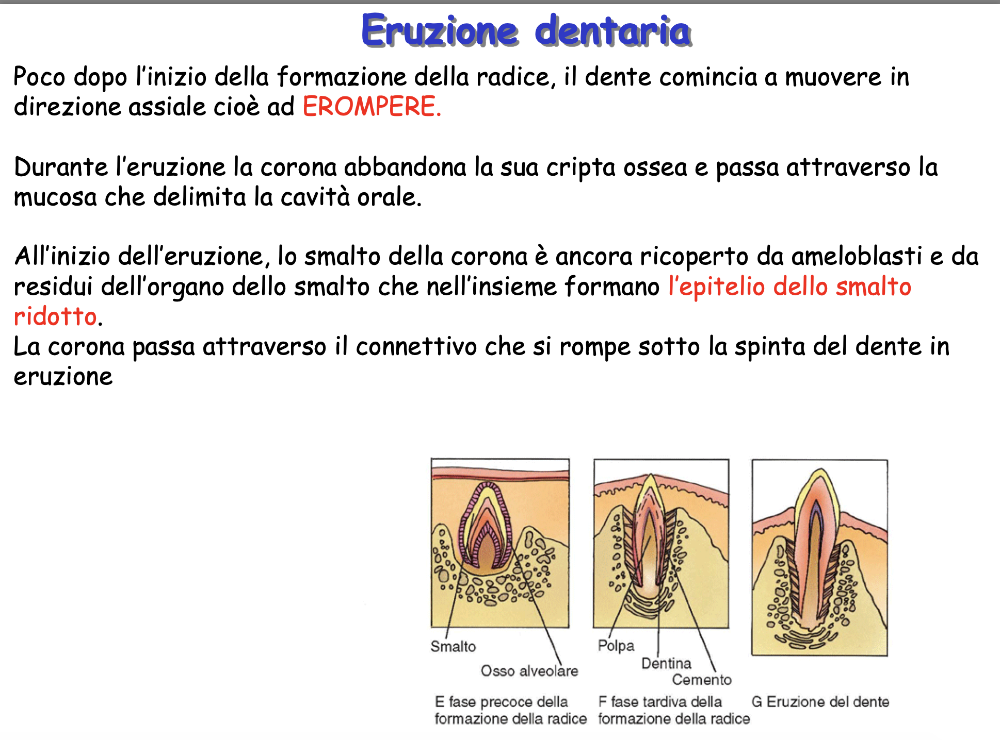 Eruzione dentaria
Poco dopo l'inizio della formazione della radice, il dente comincia a muovere in
direzione assiale cioè ad EROMPERE.
Durante l'eruzione la corona abbandona la sua cripta ossea e passa attraverso la
mucosa che delimita la cavità orale.
All'inizio dell'eruzione, lo smalto della corona è ancora ricoperto da ameloblasti e da
residui dell'organo dello smalto che nell'insieme formano l'epitelio dello smalto
ridotto.
La corona passa attraverso il connettivo che si rompe sotto la spinta del dente in
eruzione
Smalto
Osso alveolare
E fase precoce della
formazione della radice
Polpa
Dentina
Cemento
F fase tardiva della
formazione della radice
G Eruzione del dente